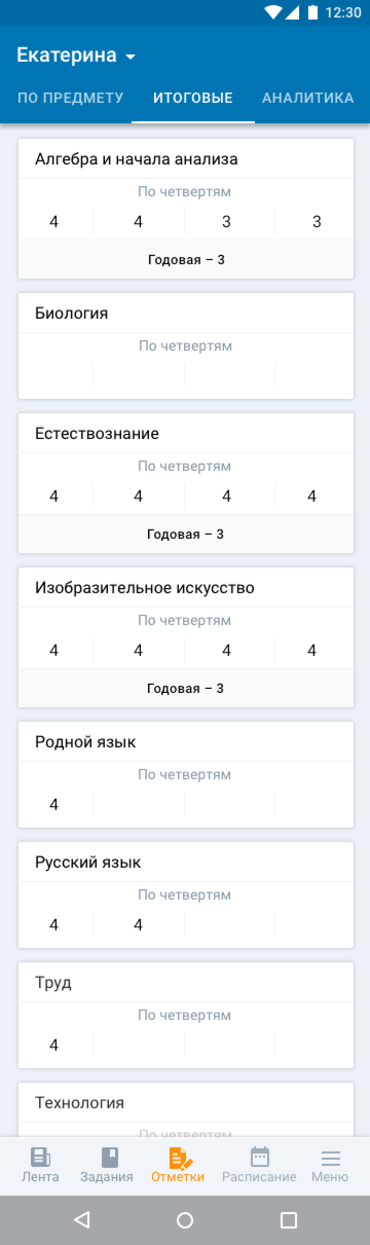 12:30
Екатерина
ПО ПРЕДМЕТУ ИТОГОВЫЕ АНАЛИТИКА
Алгебра и начала анализа
По четвертям
4 4 3 3
Годовая – 3
Биология
По четвертям
Естествознание
По четвертям
4 4 4 4
Годовая – 3
Изобразительное искусство
По четвертям
4 4 4 4
Годовая – 3
Родной язык
По четвертям
4
Русский язык
По четвертям
4 4
Труд
По четвертям
4
Технология
По четвертям
Лента Задания Отметки Расписание Меню